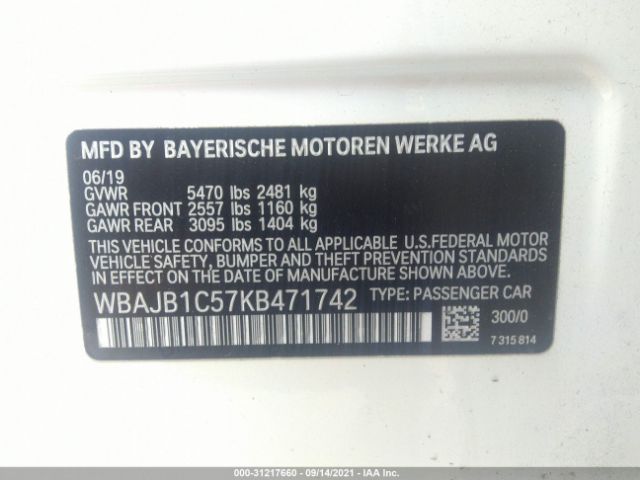 MFD BY BAYERISCHE MOTOREN WERKE AG
06/19
GVWR 5470 lbs 2481 kg
GAWR FRONT 2557 lbs 1160 kg
GAWR REAR 3095 lbs 1404 kg
THIS VEHICLE CONFORMS TO ALL APPLICABLE U.S.FEDERAL MOTOR
VEHICLE SAFETY, BUMPER AND THEFT PREVENTION STANDARDS
IN EFFECT ON THE DATE OF MANUFACTURE SHOWN ABOVE.
WBAJB1C57KB471742 TYPE: PASSENGER CAR
300/0
7 315 814
000-31217660 - 09/14/2021 - IAAI.COM